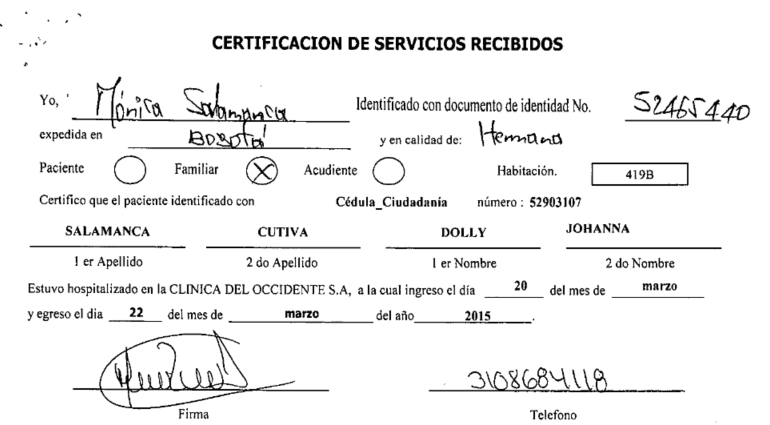 CERTIFICACION DE SERVICIOS RECIBIDOS
Yo, Mónica Salamanca Identificado con documento de identidad No. 52465440
expedida en BOGOTá y en calidad de: Hermana
Paciente Familiar X Acudiente Habitación. 419B
Certifico que el paciente identificado con Cédula_Ciudadanía número : 52903107
SALAMANCA CUTIVA DOLLY JOHANNA
1 er Apellido 2 do Apellido 1 er Nombre 2 do Nombre
Estuvo hospitalizado en la CLINICA DEL OCCIDENTE S.A, a la cual ingreso el día 20 del mes de marzo
y egreso el dia 22 del mes de marzo del año 2015.
3108684118
Firma Telefono